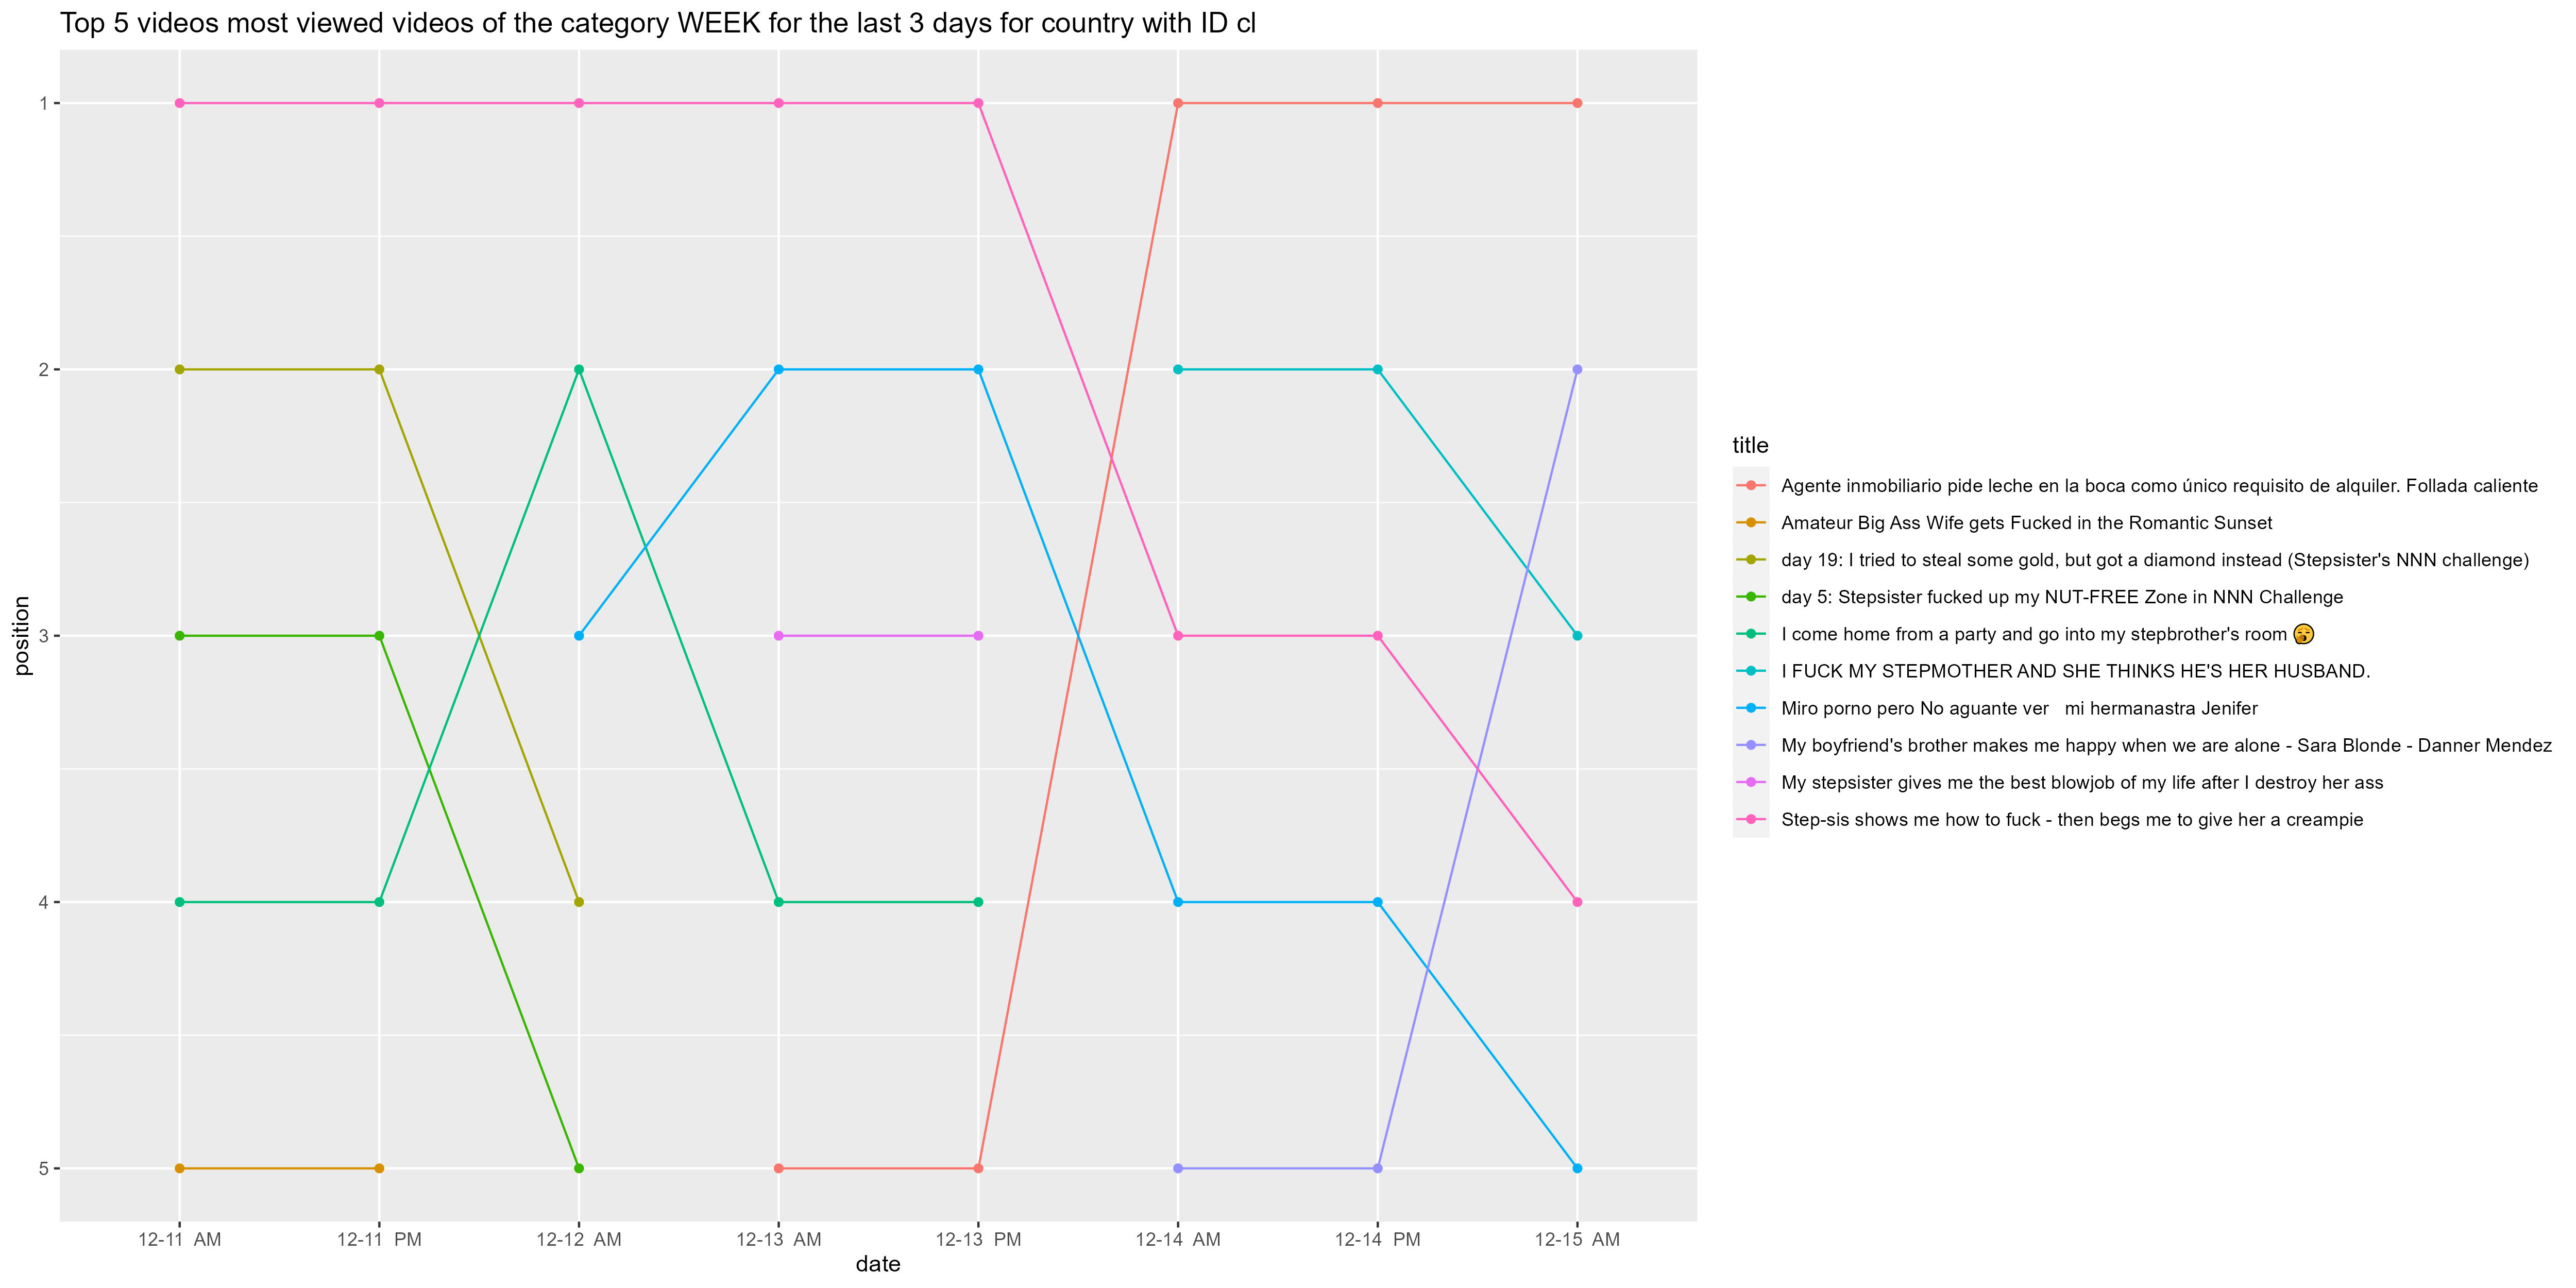 Top 5 videos most viewed videos of the category WEEK for the last 3 days for country with ID cl
position
1
2
3
4
5
12-11 AM
12-11 PM
12-12 AM
12-13 AM
12-13 PM
12-14 AM
12-14 PM
12-15 AM
date
title
Agente inmobiliario pide leche en la boca como único requisito de alquiler. Follada caliente
Amateur Big Ass Wife gets Fucked in the Romantic Sunset
day 19: I tried to steal some gold, but got a diamond instead (Stepsister's NNN challenge)
day 5: Stepsister fucked up my NUT-FREE Zone in NNN Challenge
I come home from a party and go into my stepbrother's room 🥱
I FUCK MY STEPMOTHER AND SHE THINKS HE'S HER HUSBAND.
Miro porno pero No aguante ver   mi hermanastra Jenifer
My boyfriend's brother makes me happy when we are alone - Sara Blonde - Danner Mendez
My stepsister gives me the best blowjob of my life after I destroy her ass
Step-sis shows me how to fuck - then begs me to give her a creampie